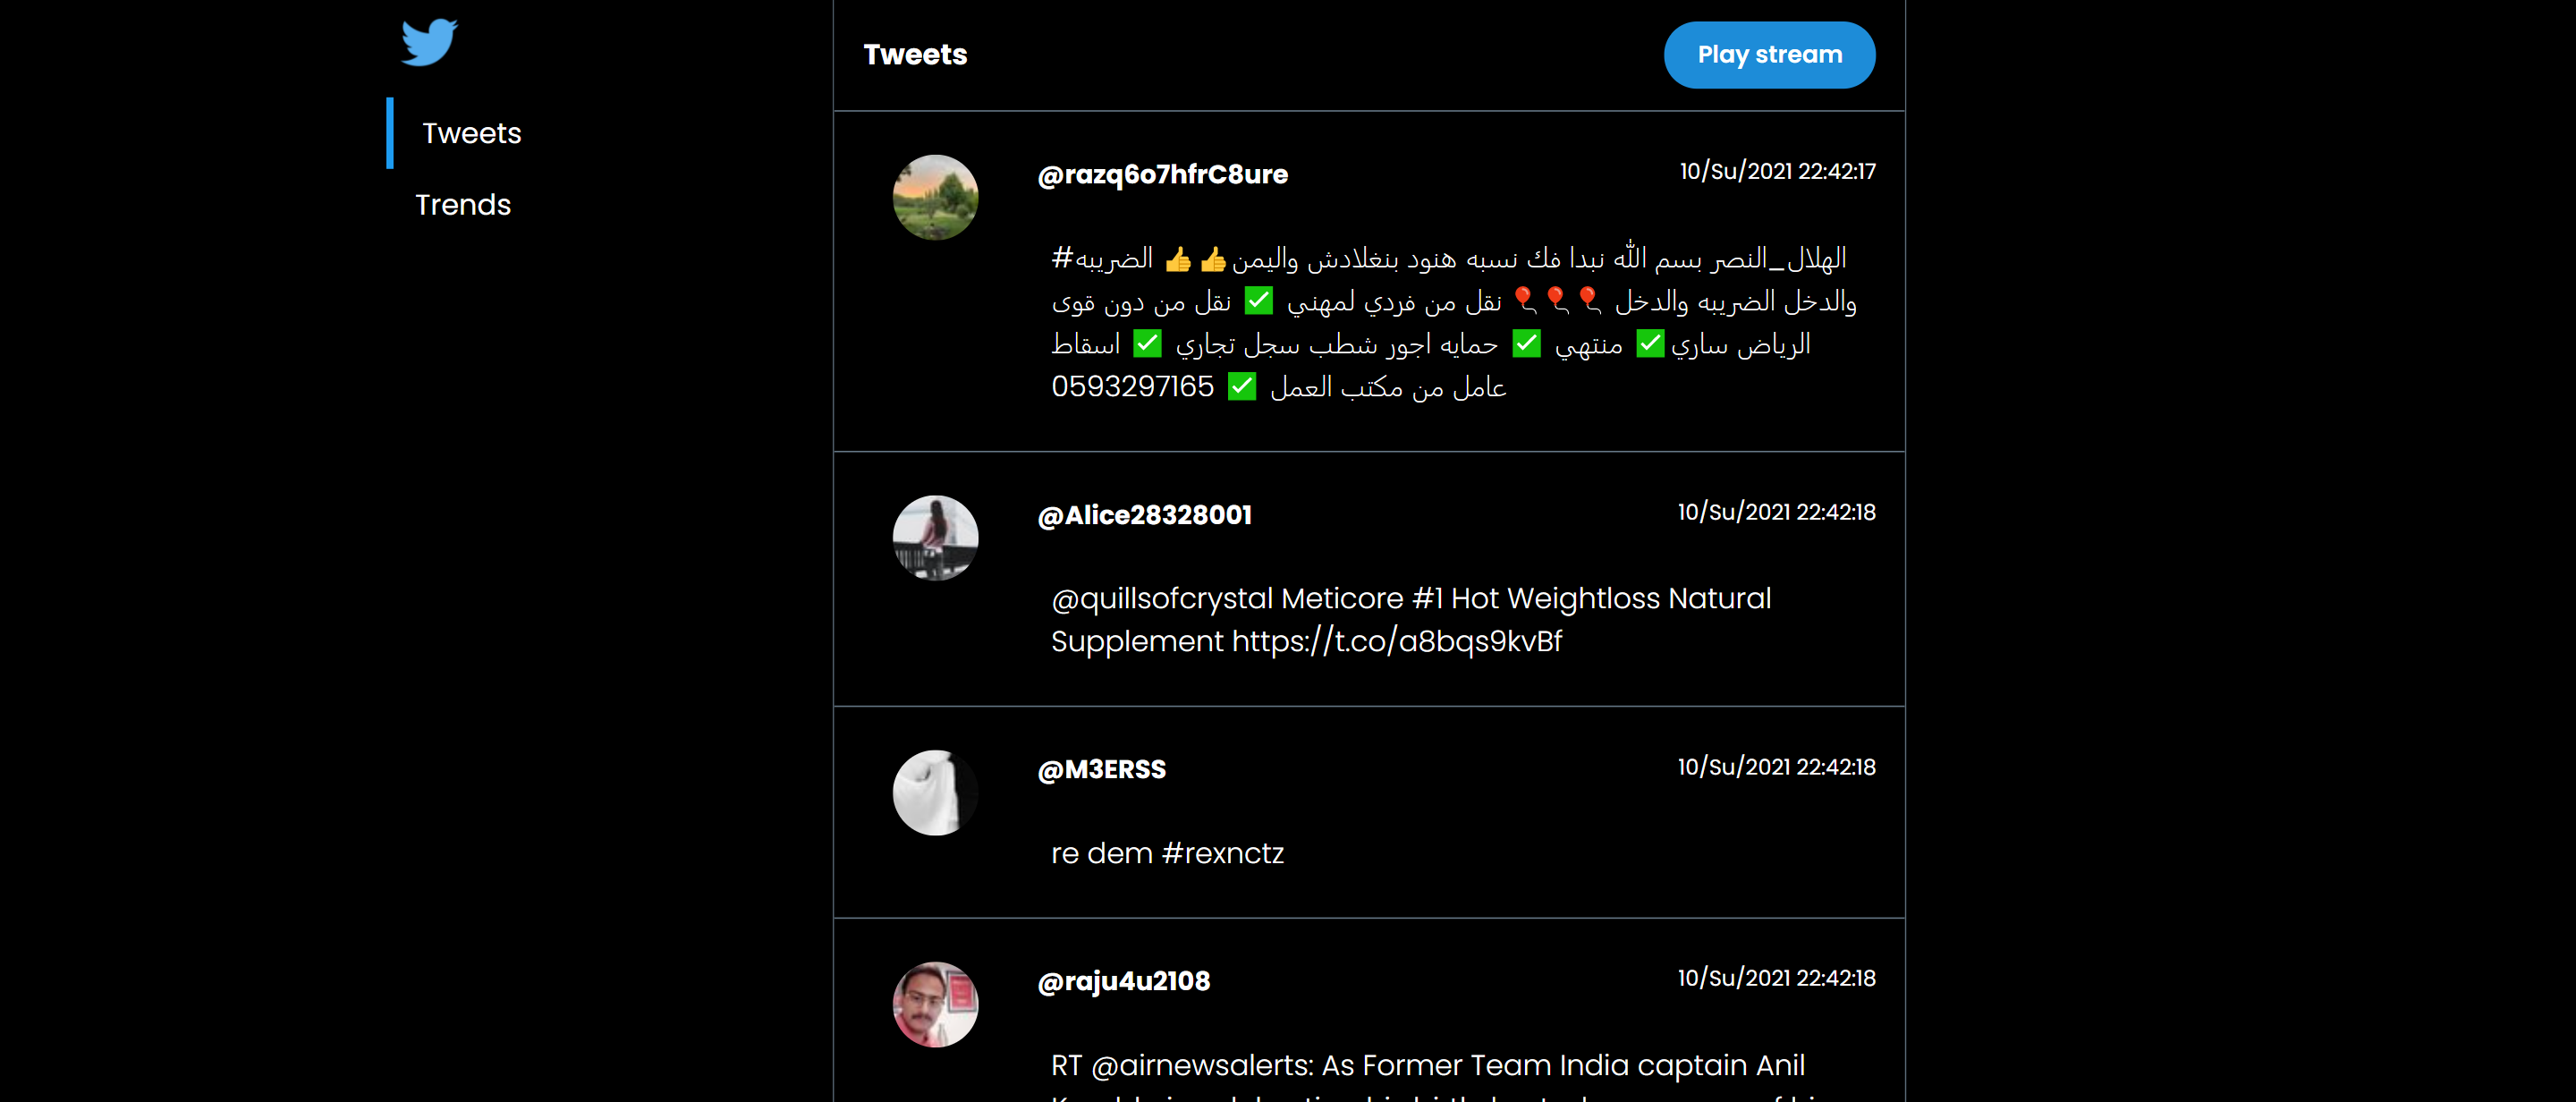 Tweets
Trends
Tweets
Play stream
@razq6o7hfrC8ure
10/Su/2021 22:42:17
#الهلال_النصر بسم الله نبدا فك نسبه هنود بنغلادش واليمن👍👍 الضريبه
والدخل الضريبه والدخل 🎈🎈🎈 نقل من فردي لمهني ✅ نقل من دون قوى
الرياض ساري✅ منتهي ✅ حمايه اجور شطب سجل تجاري ✅ اسقاط
عامل من مكتب العمل ✅ 0593297165
@Alice28328001
10/Su/2021 22:42:18
@quillsofcrystal Meticore #1 Hot Weightloss Natural
Supplement https://t.co/a8bqs9kvBf
@M3ERSS
10/Su/2021 22:42:18
re dem #rexnctz
@raju4u2108
10/Su/2021 22:42:18
RT @airnewsalerts: As Former Team India captain Anil